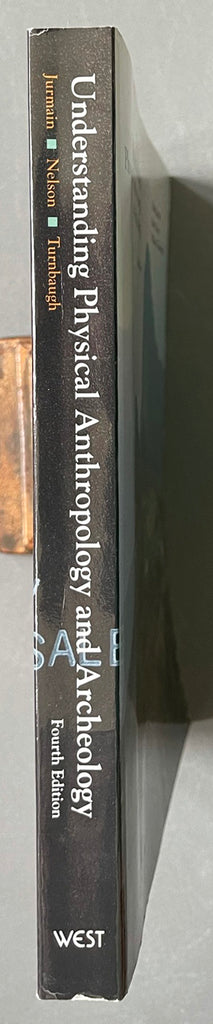 Understanding Physical Anthropology and Archeology
Jurmain ■ Nelson ■ Turnbaugh
Fourth Edition
WEST
SALE